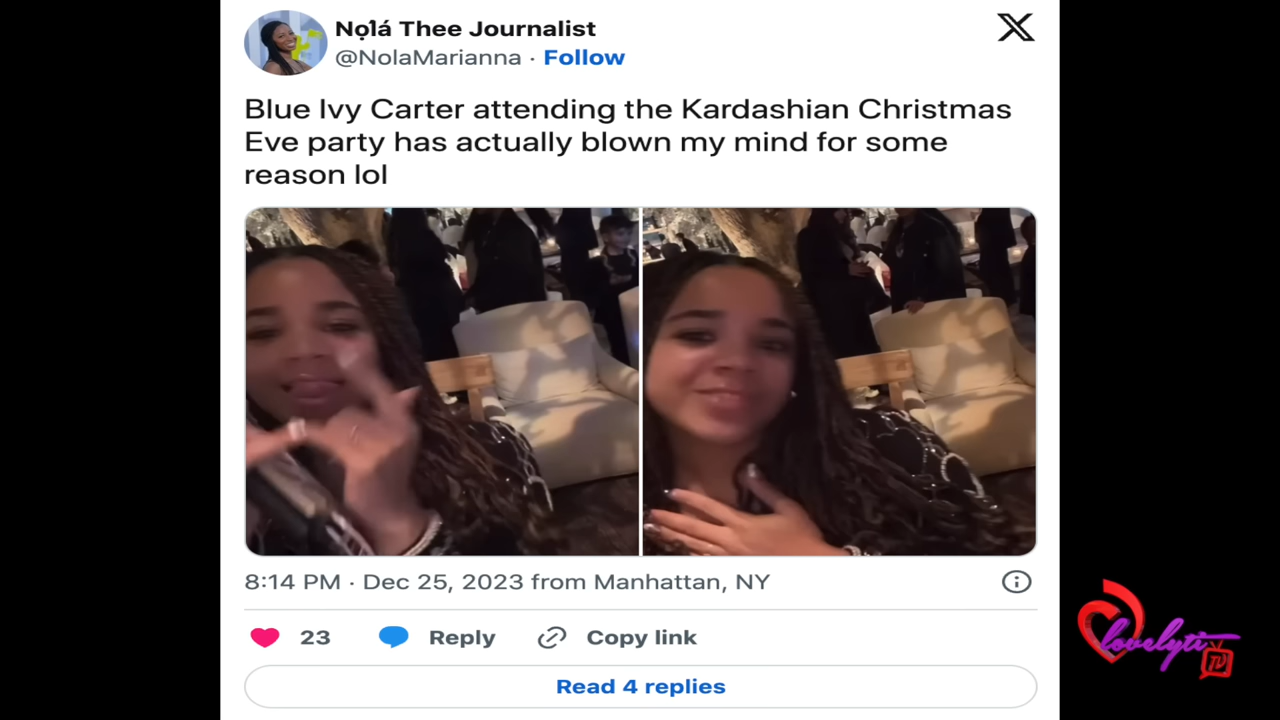 Nọlá Thee Journalist
@NolaMarianna · Follow
Blue Ivy Carter attending the Kardashian Christmas
Eve party has actually blown my mind for some
reason lol
8:14 PM · Dec 25, 2023 from Manhattan, NY
23 Reply Copy link
Read 4 replies
lovelyti
TV